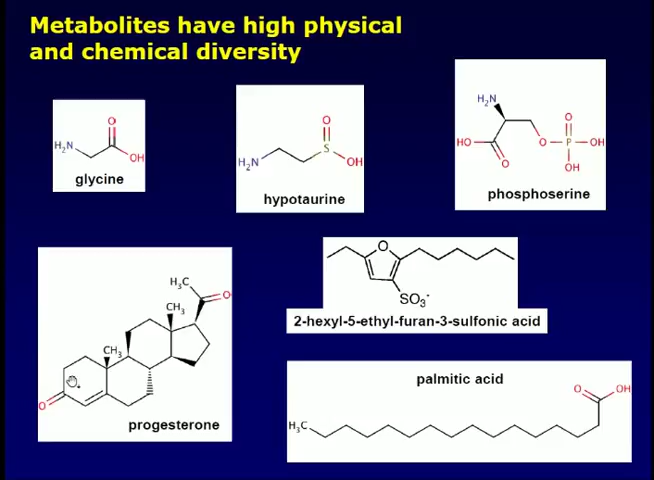 Metabolites have high physical
and chemical diversity
O
H₂N
OH
glycine
O
H₂N
S
OH
hypotaurine
H₂N
O
HO
O
P
OH
O
OH
phosphoserine
H₃C
O
CH₃
CH₃
O
progesterone
O
SO₃⁻
2-hexyl-5-ethyl-furan-3-sulfonic acid
palmitic acid
O
OH
H₃C